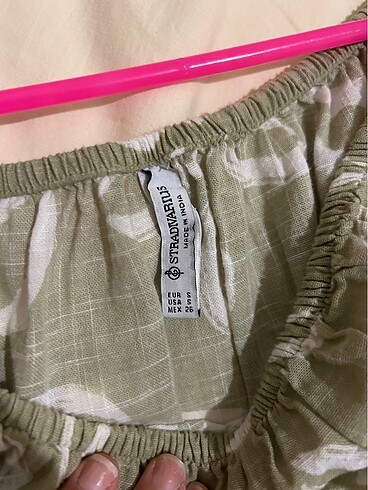 STRADIVARIUS
MADE IN INDIA
EUR S
USA S
MEX 26